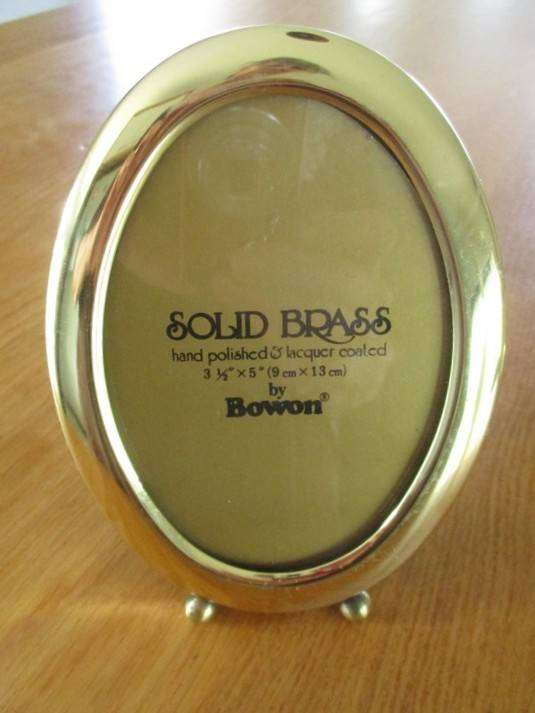 SOLID BRASS
hand polished & lacquer coated
3 ½" × 5" (9 cm × 13 cm)
by
Bowon®